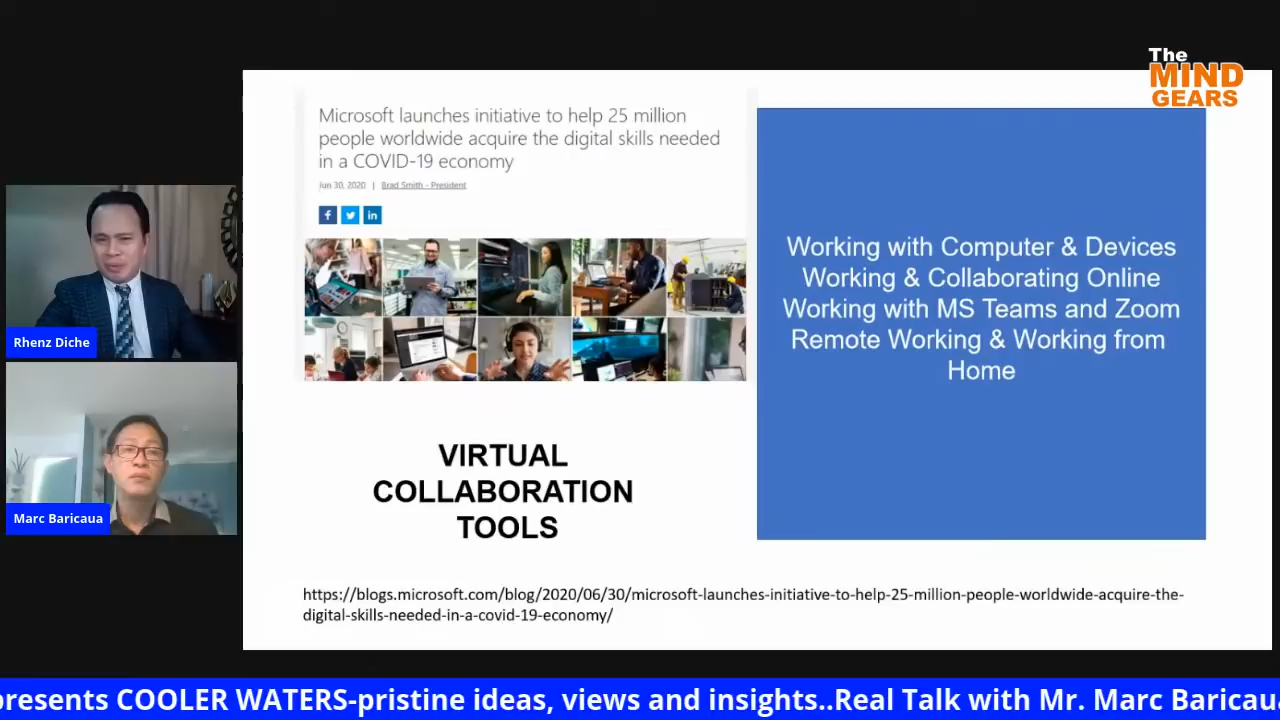 The
MIND
GEARS
Microsoft launches initiative to help 25 million
people worldwide acquire the digital skills needed
in a COVID-19 economy
Jun 30, 2020 | Brad Smith - President
Working with Computer & Devices
Working & Collaborating Online
Working with MS Teams and Zoom
Remote Working & Working from
Home
Rhenz Diche
Marc Baricaua
VIRTUAL
COLLABORATION
TOOLS
https://blogs.microsoft.com/blog/2020/06/30/microsoft-launches-initiative-to-help-25-million-people-worldwide-acquire-the-
digital-skills-needed-in-a-covid-19-economy/
presents COOLER WATERS-pristine ideas, views and insights..Real Talk with Mr. Marc Baricau